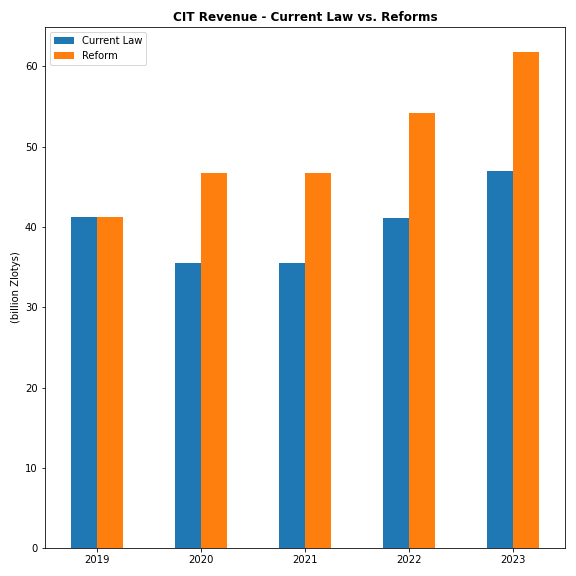 CIT Revenue - Current Law vs. Reforms
Current Law
Reform
(billion Zlotys)
60
50
40
30
20
10
0
2019 2020 2021 2022 2023